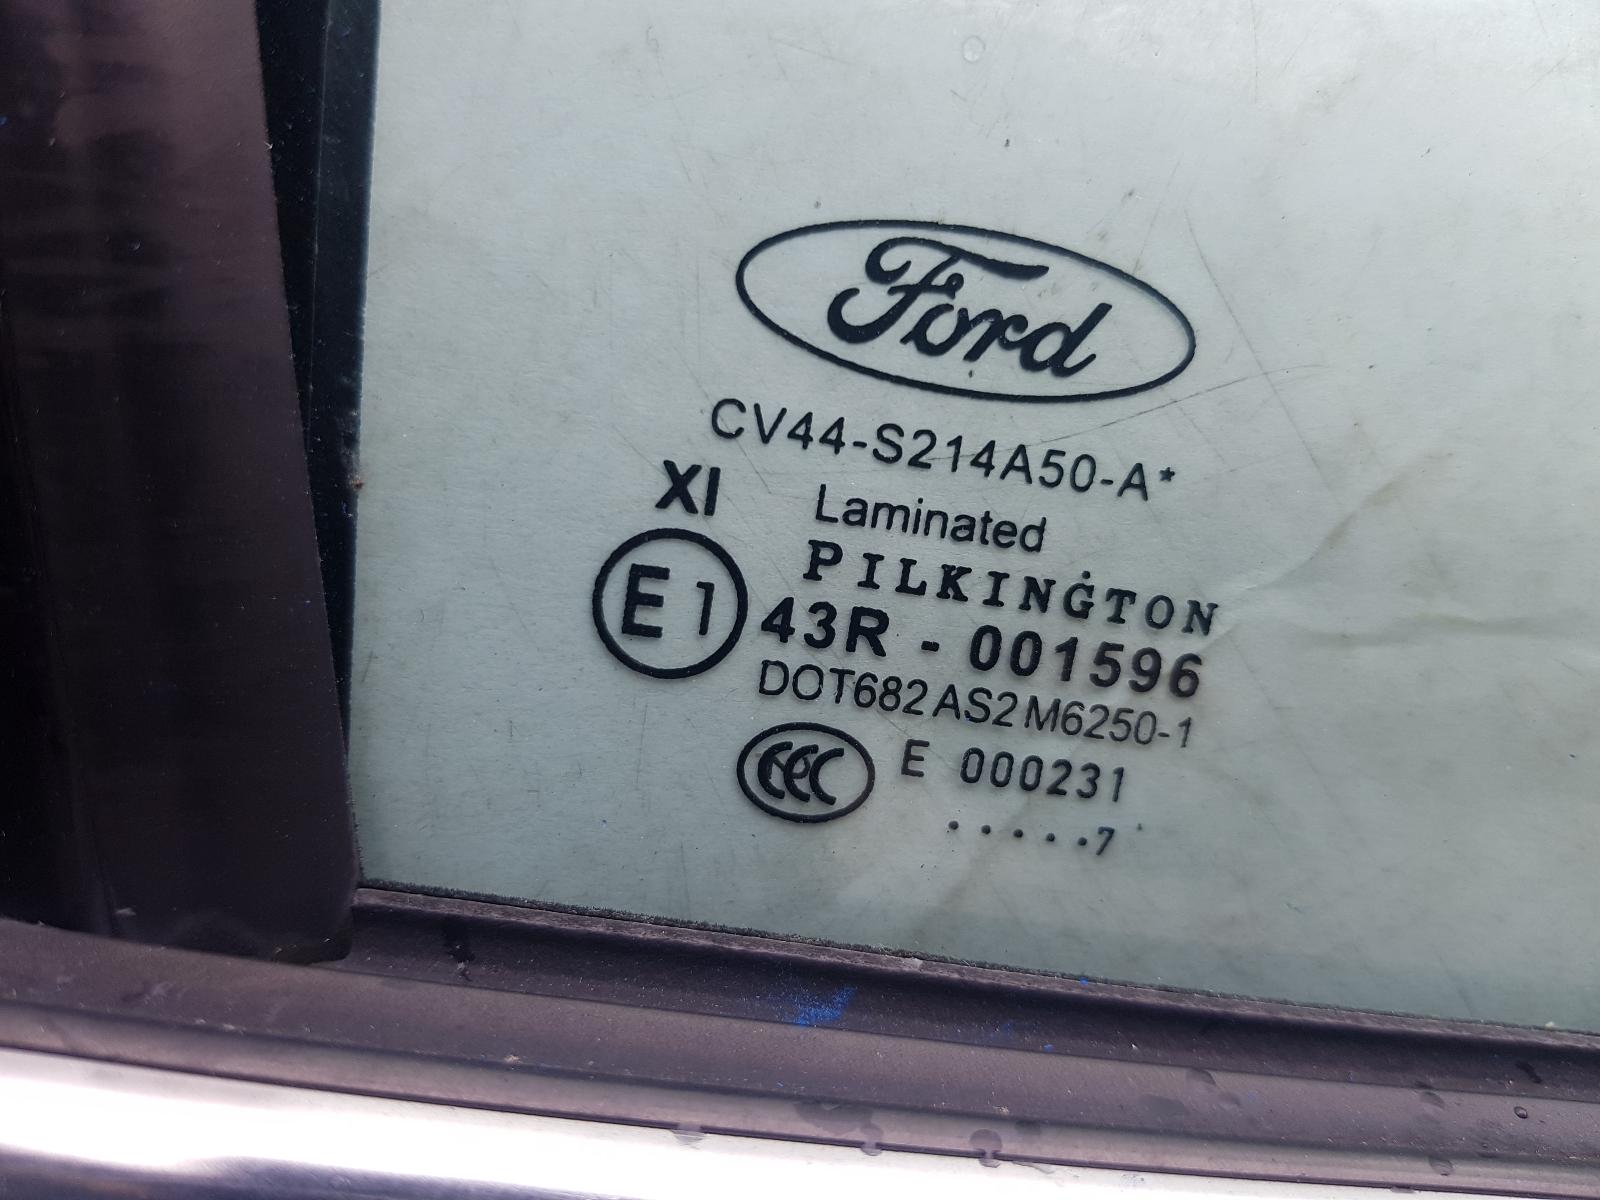 Ford
CV44-S214A50-A*
XI Laminated
PILKINGTON
E1 43R - 001596
DOT682 AS2 M6250-1
CCC E 000231
.....7